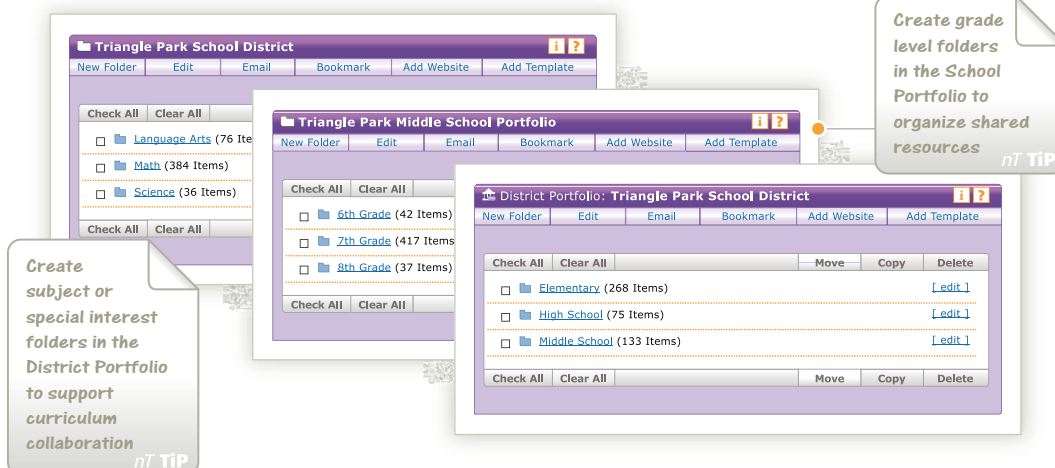 Triangle Park School District
i ?
New Folder Edit Email Bookmark Add Website Add Template
Check All Clear All
Language Arts (76 Ite
Math (384 Items)
Science (36 Items)
Check All Clear All
Triangle Park Middle School Portfolio
i ?
New Folder Edit Email Bookmark Add Website Add Template
Check All Clear All
6th Grade (42 Items)
7th Grade (417 Items
8th Grade (37 Items)
Check All Clear All
District Portfolio: Triangle Park School District
i ?
New Folder Edit Email Bookmark Add Website Add Template
Check All Clear All Move Copy Delete
Elementary (268 Items) [ edit ]
High School (75 Items) [ edit ]
Middle School (133 Items) [ edit ]
Check All Clear All Move Copy Delete
Create grade
level folders
in the School
Portfolio to
organize shared
resources
nT TiP
Create
subject or
special interest
folders in the
District Portfolio
to support
curriculum
collaboration
nT TiP